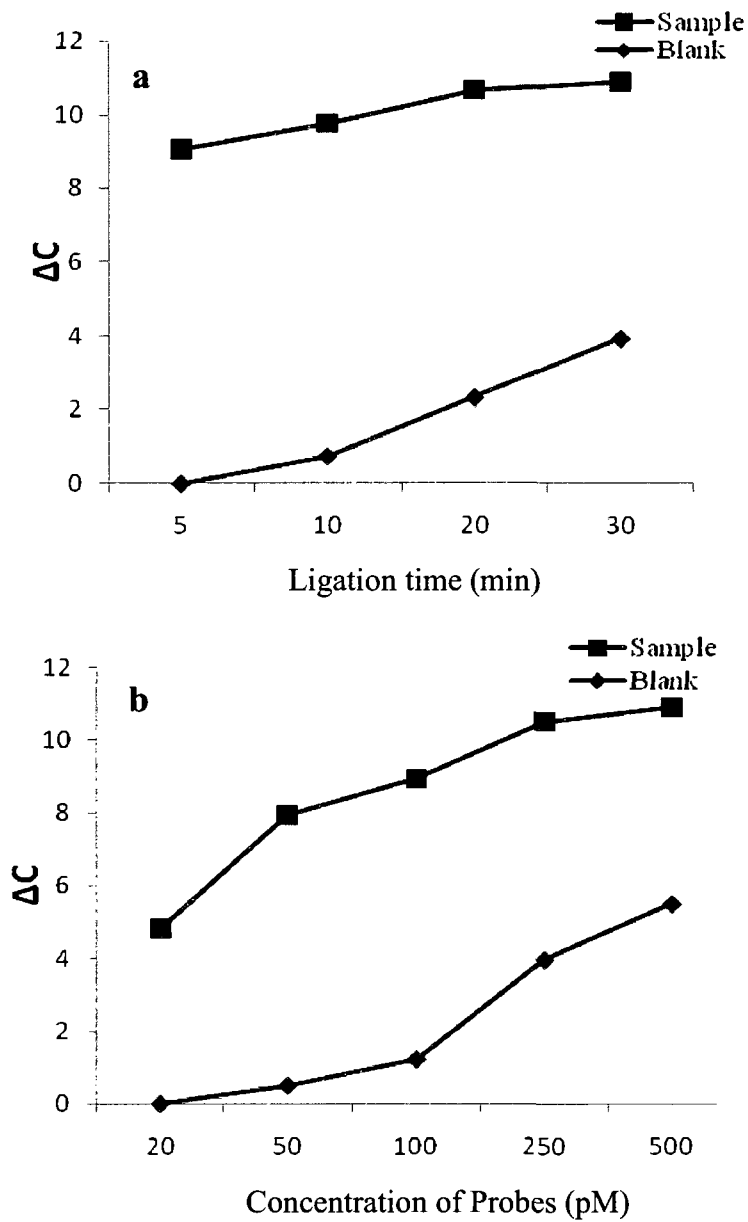 Sample
Blank
a
12
10
8
6
4
2
0
ΔC
5 10 20 30
Ligation time (min)
Sample
Blank
b
12
10
8
6
4
2
0
ΔC
20 50 100 250 500
Concentration of Probes (pM)